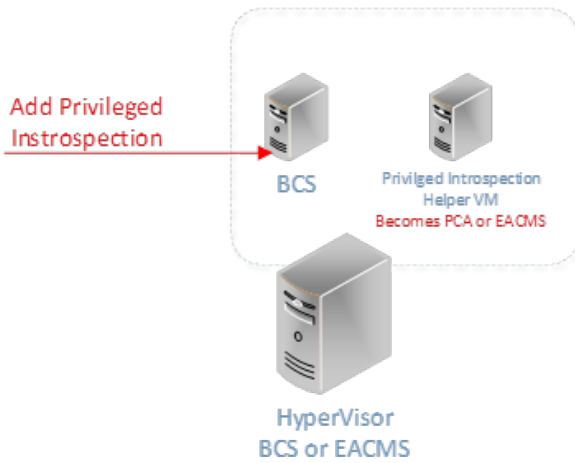 Add Privileged
Instrospection
BCS
Privilged Introspection
Helper VM
Becomes PCA or EACMS
HyperVisor
BCS or EACMS